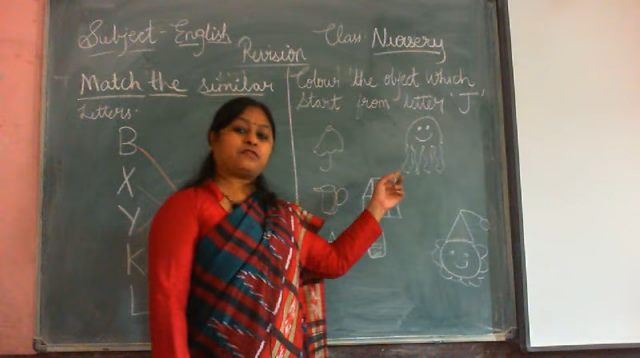 Subject - English
Class Nursery
Revision
Match the similar
Letters.
B
X
Y
K
L
Colour the object which
Start from letter 'J'